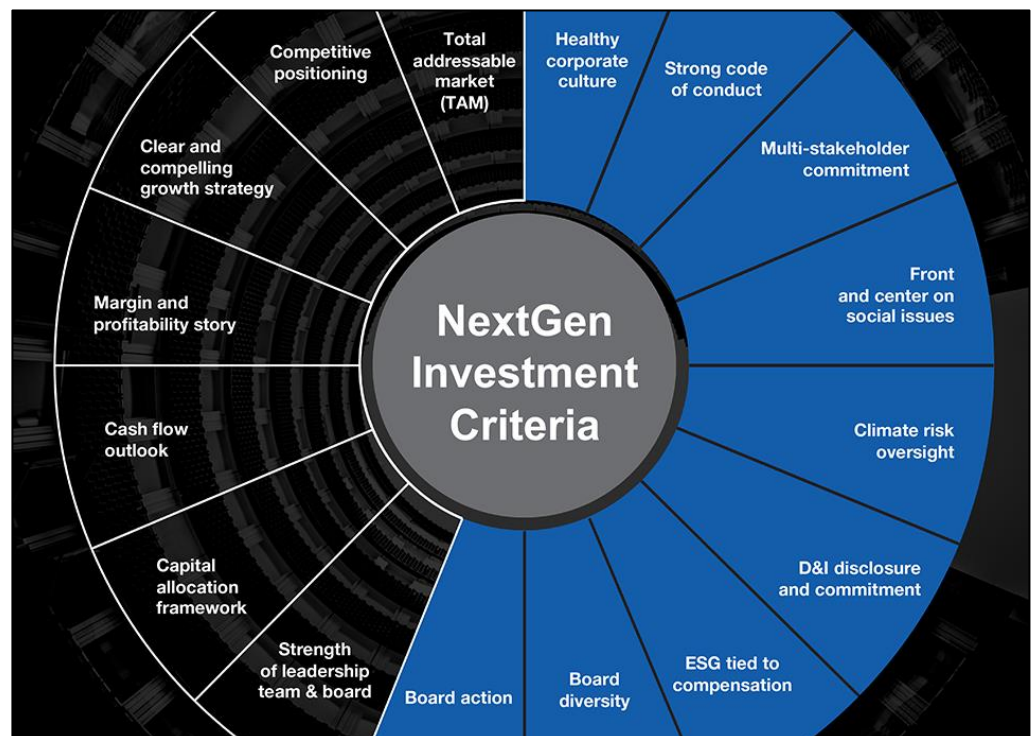 NextGen
Investment
Criteria
Total
addressable
market
(TAM)
Healthy
corporate
culture
Strong code
of conduct
Multi-stakeholder
commitment
Front
and center on
social issues
Climate risk
oversight
D&I disclosure
and commitment
ESG tied to
compensation
Board
diversity
Board action
Strength
of leadership
team & board
Capital
allocation
framework
Cash flow
outlook
Margin and
profitability story
Clear and
compelling
growth strategy
Competitive
positioning